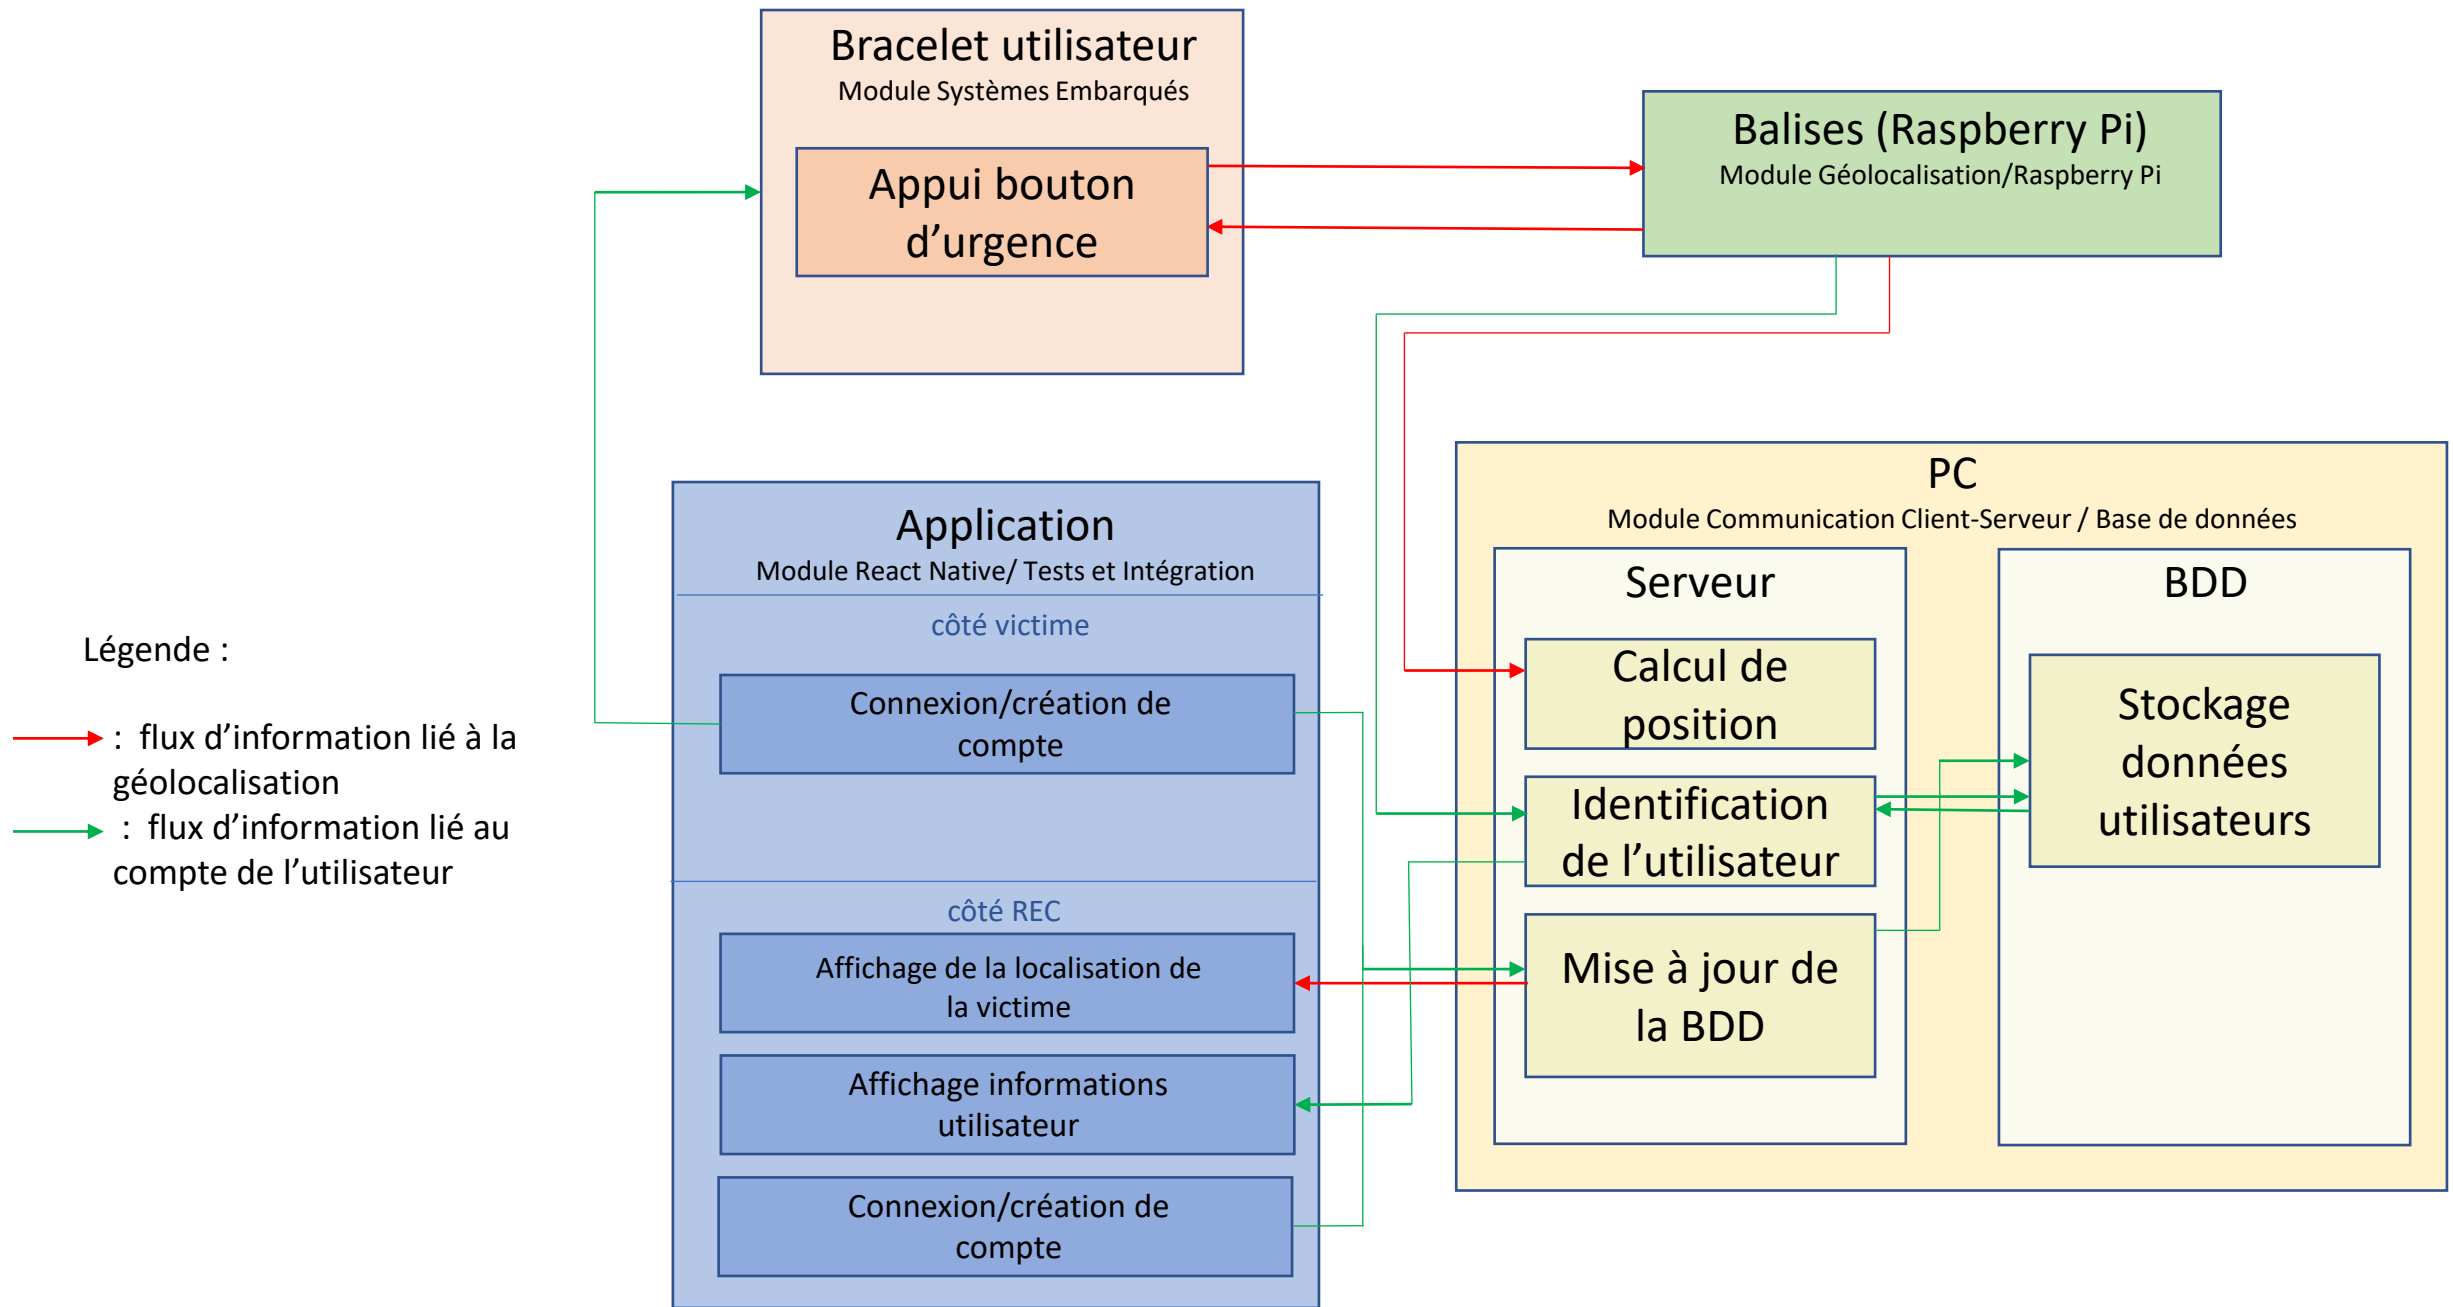 Bracelet utilisateur
Module Systèmes Embarqués
Appui bouton
d’urgence
Balises (Raspberry Pi)
Module Géolocalisation/Raspberry Pi
Application
Module React Native/ Tests et Intégration
côté victime
Connexion/création de
compte
côté REC
Affichage de la localisation de
la victime
Affichage informations
utilisateur
Connexion/création de
compte
PC
Module Communication Client-Serveur / Base de données
Serveur
Calcul de
position
Identification
de l’utilisateur
Mise à jour de
la BDD
BDD
Stockage
données
utilisateurs
Légende :
: flux d’information lié à la
géolocalisation
: flux d’information lié au
compte de l’utilisateur